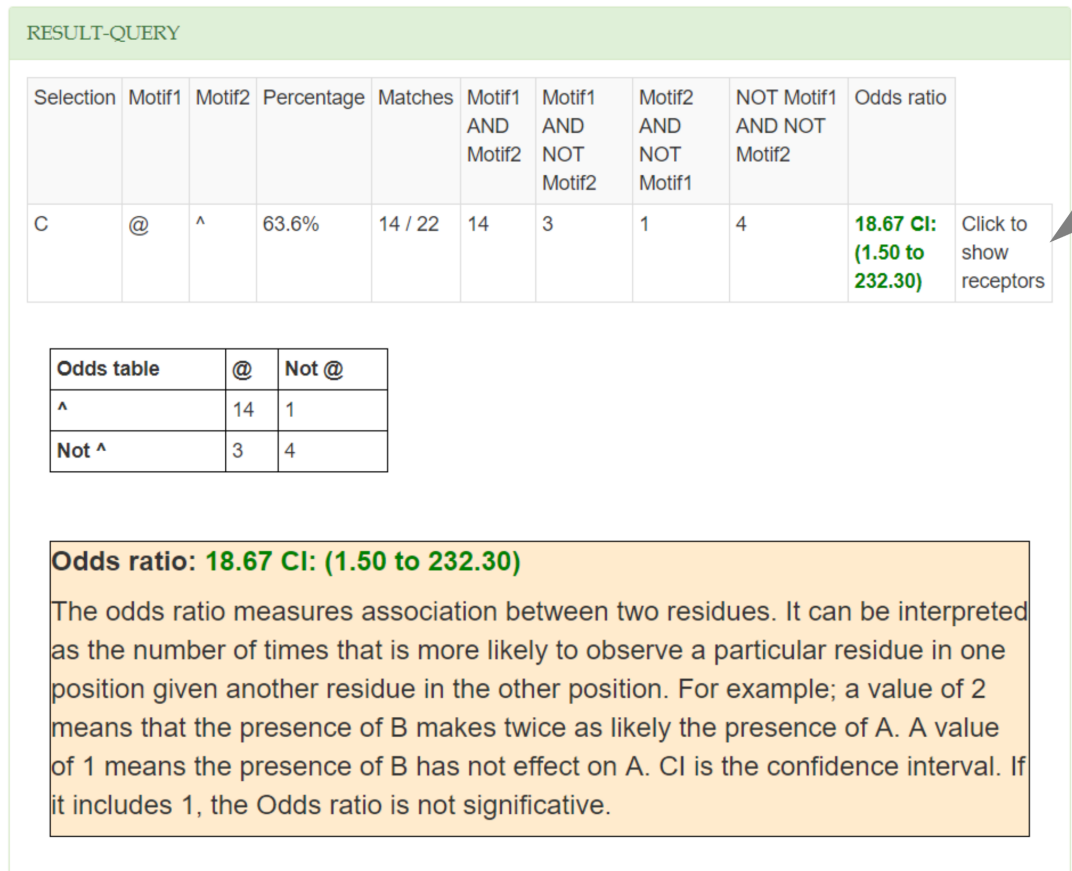 RESULT-QUERY
Selection Motif1 Motif2 Percentage Matches Motif1 AND Motif2 Motif1 AND NOT Motif2 Motif2 AND NOT Motif1 NOT Motif1 AND NOT Motif2 Odds ratio
C @ ^ 63.6% 14 / 22 14 3 1 4 18.67 CI: (1.50 to 232.30) Click to show receptors
Odds table @ Not @
^ 14 1
Not ^ 3 4
Odds ratio: 18.67 CI: (1.50 to 232.30)
The odds ratio measures association between two residues. It can be interpreted
as the number of times that is more likely to observe a particular residue in one
position given another residue in the other position. For example; a value of 2
means that the presence of B makes twice as likely the presence of A. A value
of 1 means the presence of B has not effect on A. CI is the confidence interval. If
it includes 1, the Odds ratio is not significative.